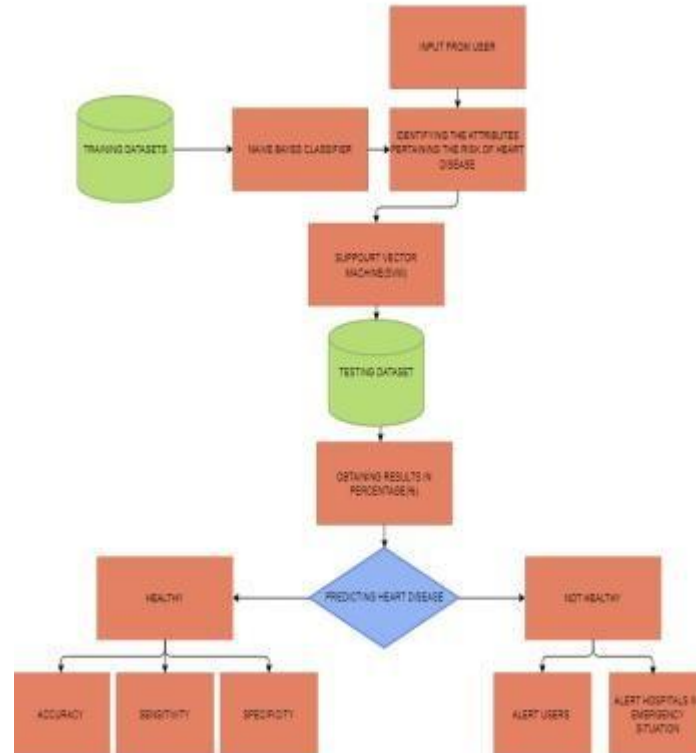 INPUT FROM USER
TRAINING DATASETS
NAIVE BAYES CLASSIFIER
IDENTIFYING THE ATTRIBUTES
PERTAINING THE RISK OF HEART
DISEASE
SUPPOURT VECTOR
MACHINE(SVM)
TESTING DATASET
OBTAINING RESULTS IN
PERCENTAGE(%)
PREDICTING HEART DISEASE
HEALTHY
NOT HEALTHY
ACCURACY
SENSITIVITY
SPECIFICITY
ALERT USERS
ALERT HOSPITALS IN
EMERGENCY
SITUATION